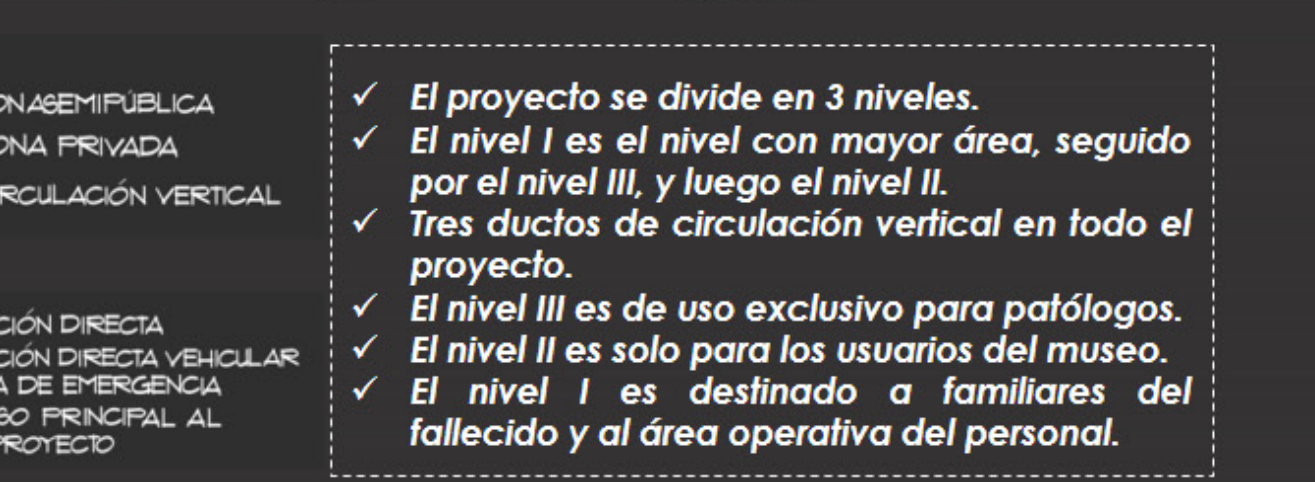 ONASEMIPÚBLICA
ONA PRIVADA
RCULACIÓN VERTICAL
CIÓN DIRECTA
CIÓN DIRECTA VEHICULAR
A DE EMERGENCIA
SO PRINCIPAL AL
PROYECTO
✓ El proyecto se divide en 3 niveles.
✓ El nivel I es el nivel con mayor área, seguido
por el nivel III, y luego el nivel II.
✓ Tres ductos de circulación vertical en todo el
proyecto.
✓ El nivel III es de uso exclusivo para patólogos.
✓ El nivel II es solo para los usuarios del museo.
✓ El nivel I es destinado a familiares del
fallecido y al área operativa del personal.